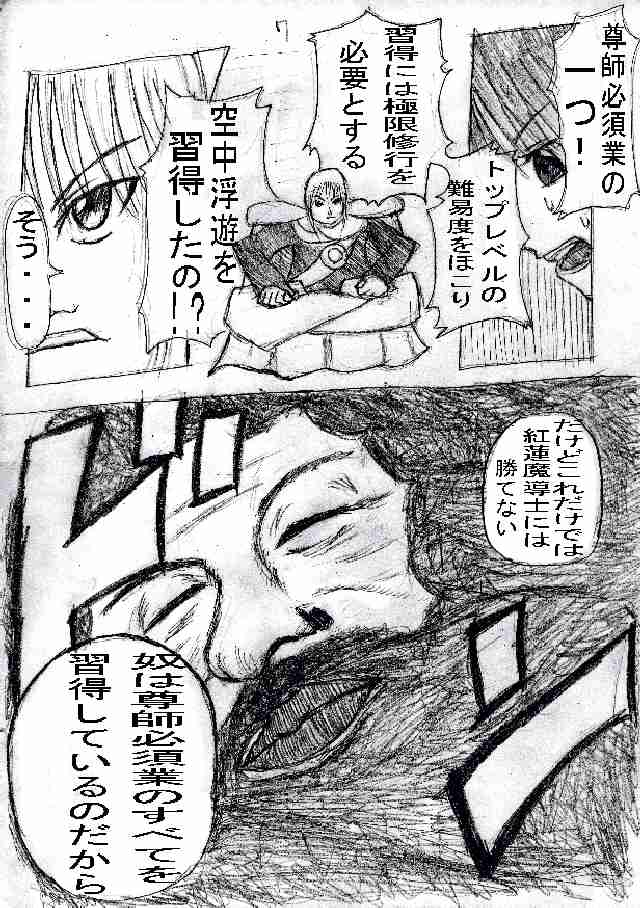 7
尊師必須業の
一つ!
トップレベルの
難易度をほこり
習得には極限修行を
必要とする
空中浮遊を
習得したの!?
そう・・・・
だけどこれだけでは
紅蓮魔導士には
勝てない
ドン
奴は尊師必須業のすべてを
習得しているのだから